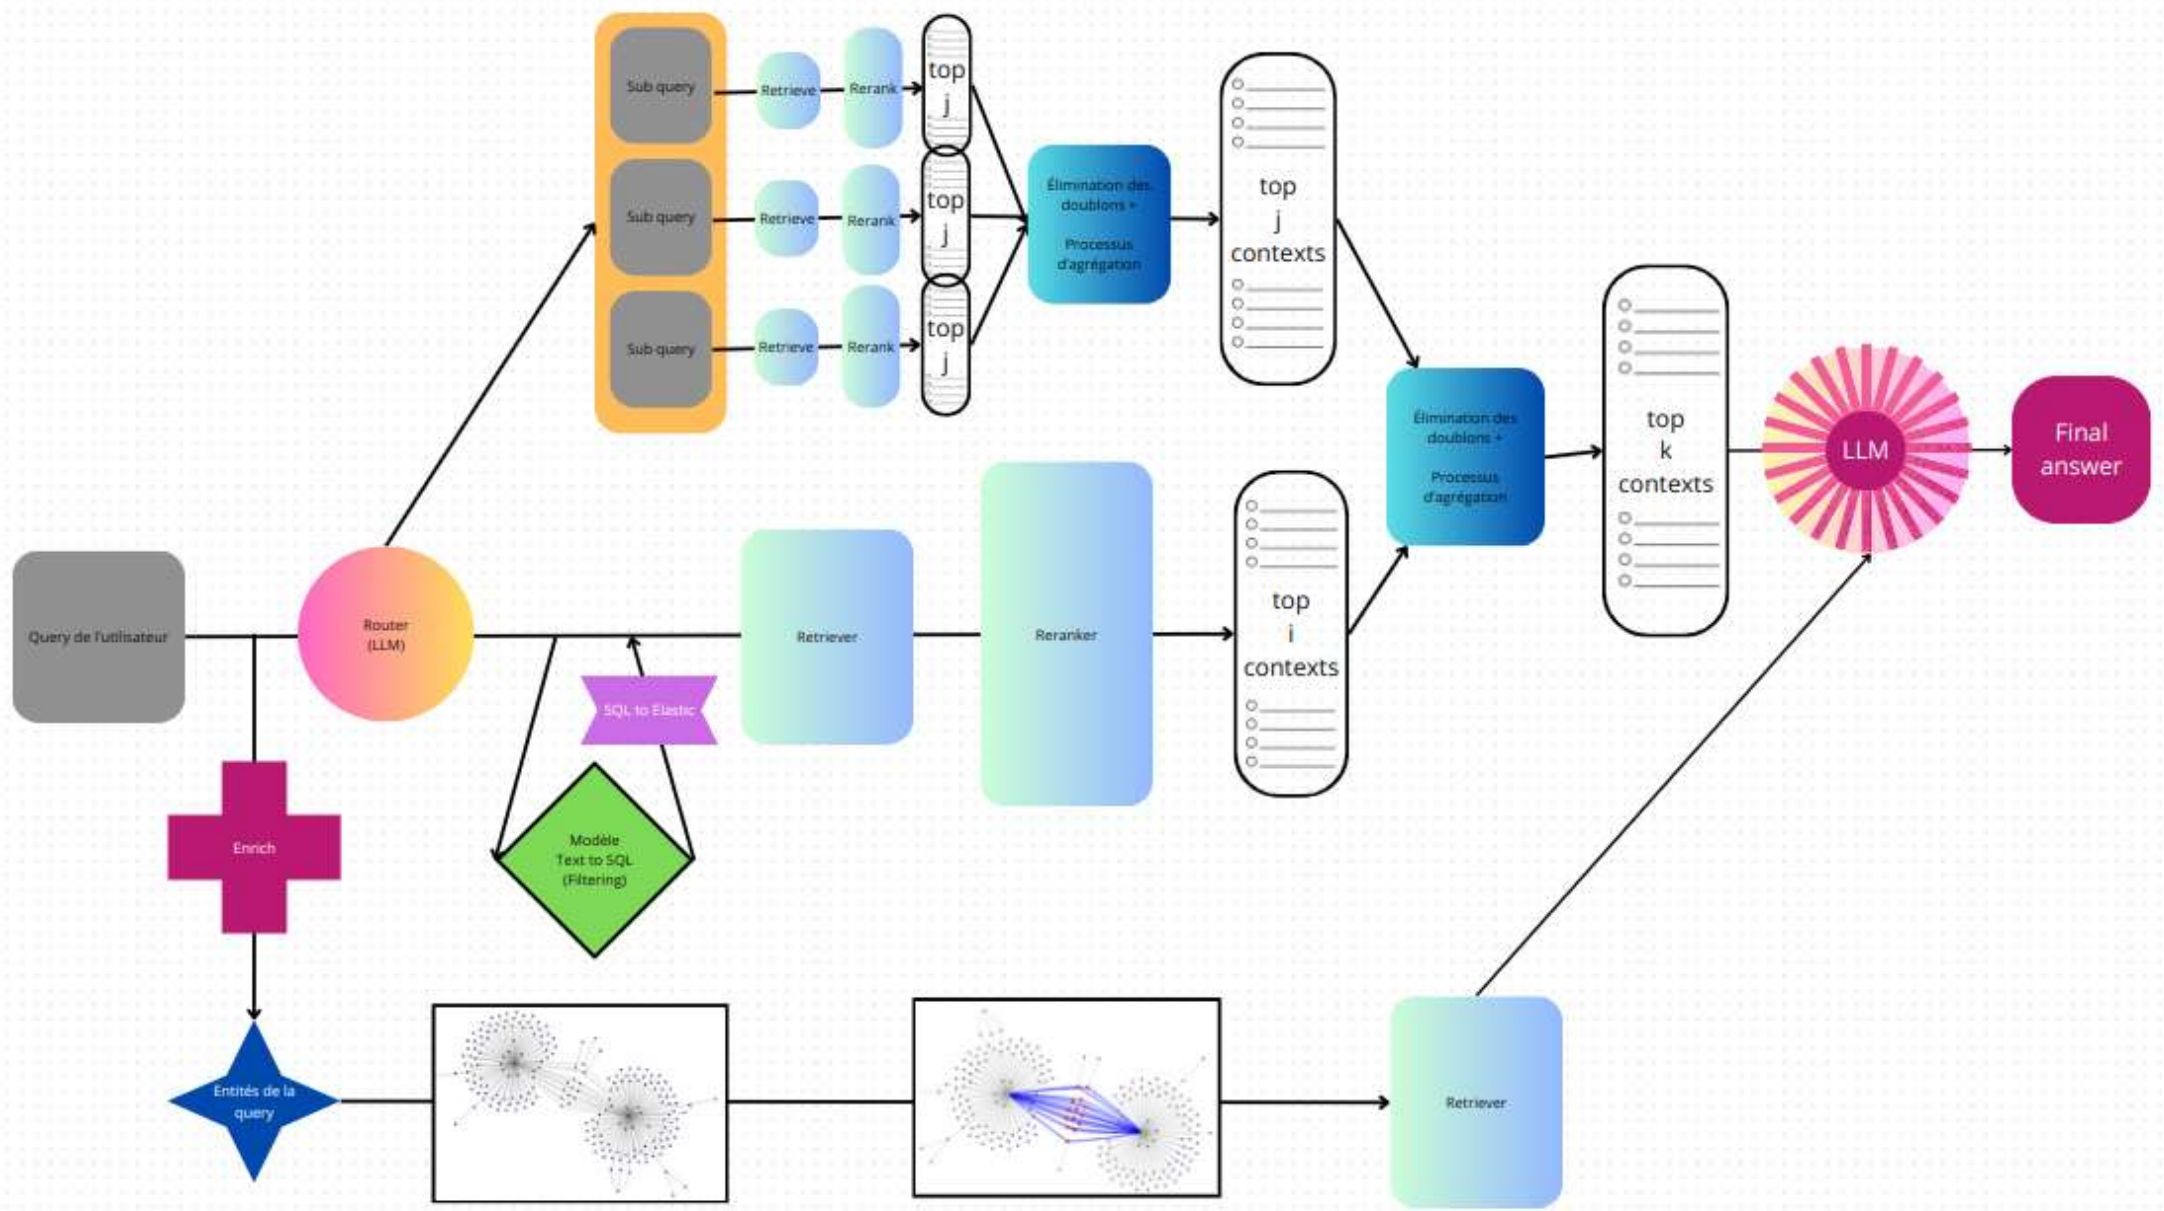 Sub query
Retrieve
Rerank
top
j
Sub query
Retrieve
Rerank
top
j
Sub query
Retrieve
Rerank
top
j
Élimination des
doublons +
Processus
d'agrégation
top
j
contexts
Élimination des
doublons +
Processus
d'agrégation
top
k
contexts
LLM
Final
answer
Query de l'utilisateur
Router
(LLM)
SQL to Elastic
Modèle
Text to SQL
(Filtering)
Retriever
Reranker
top
i
contexts
Enrich
Entités de la
query
Retriever